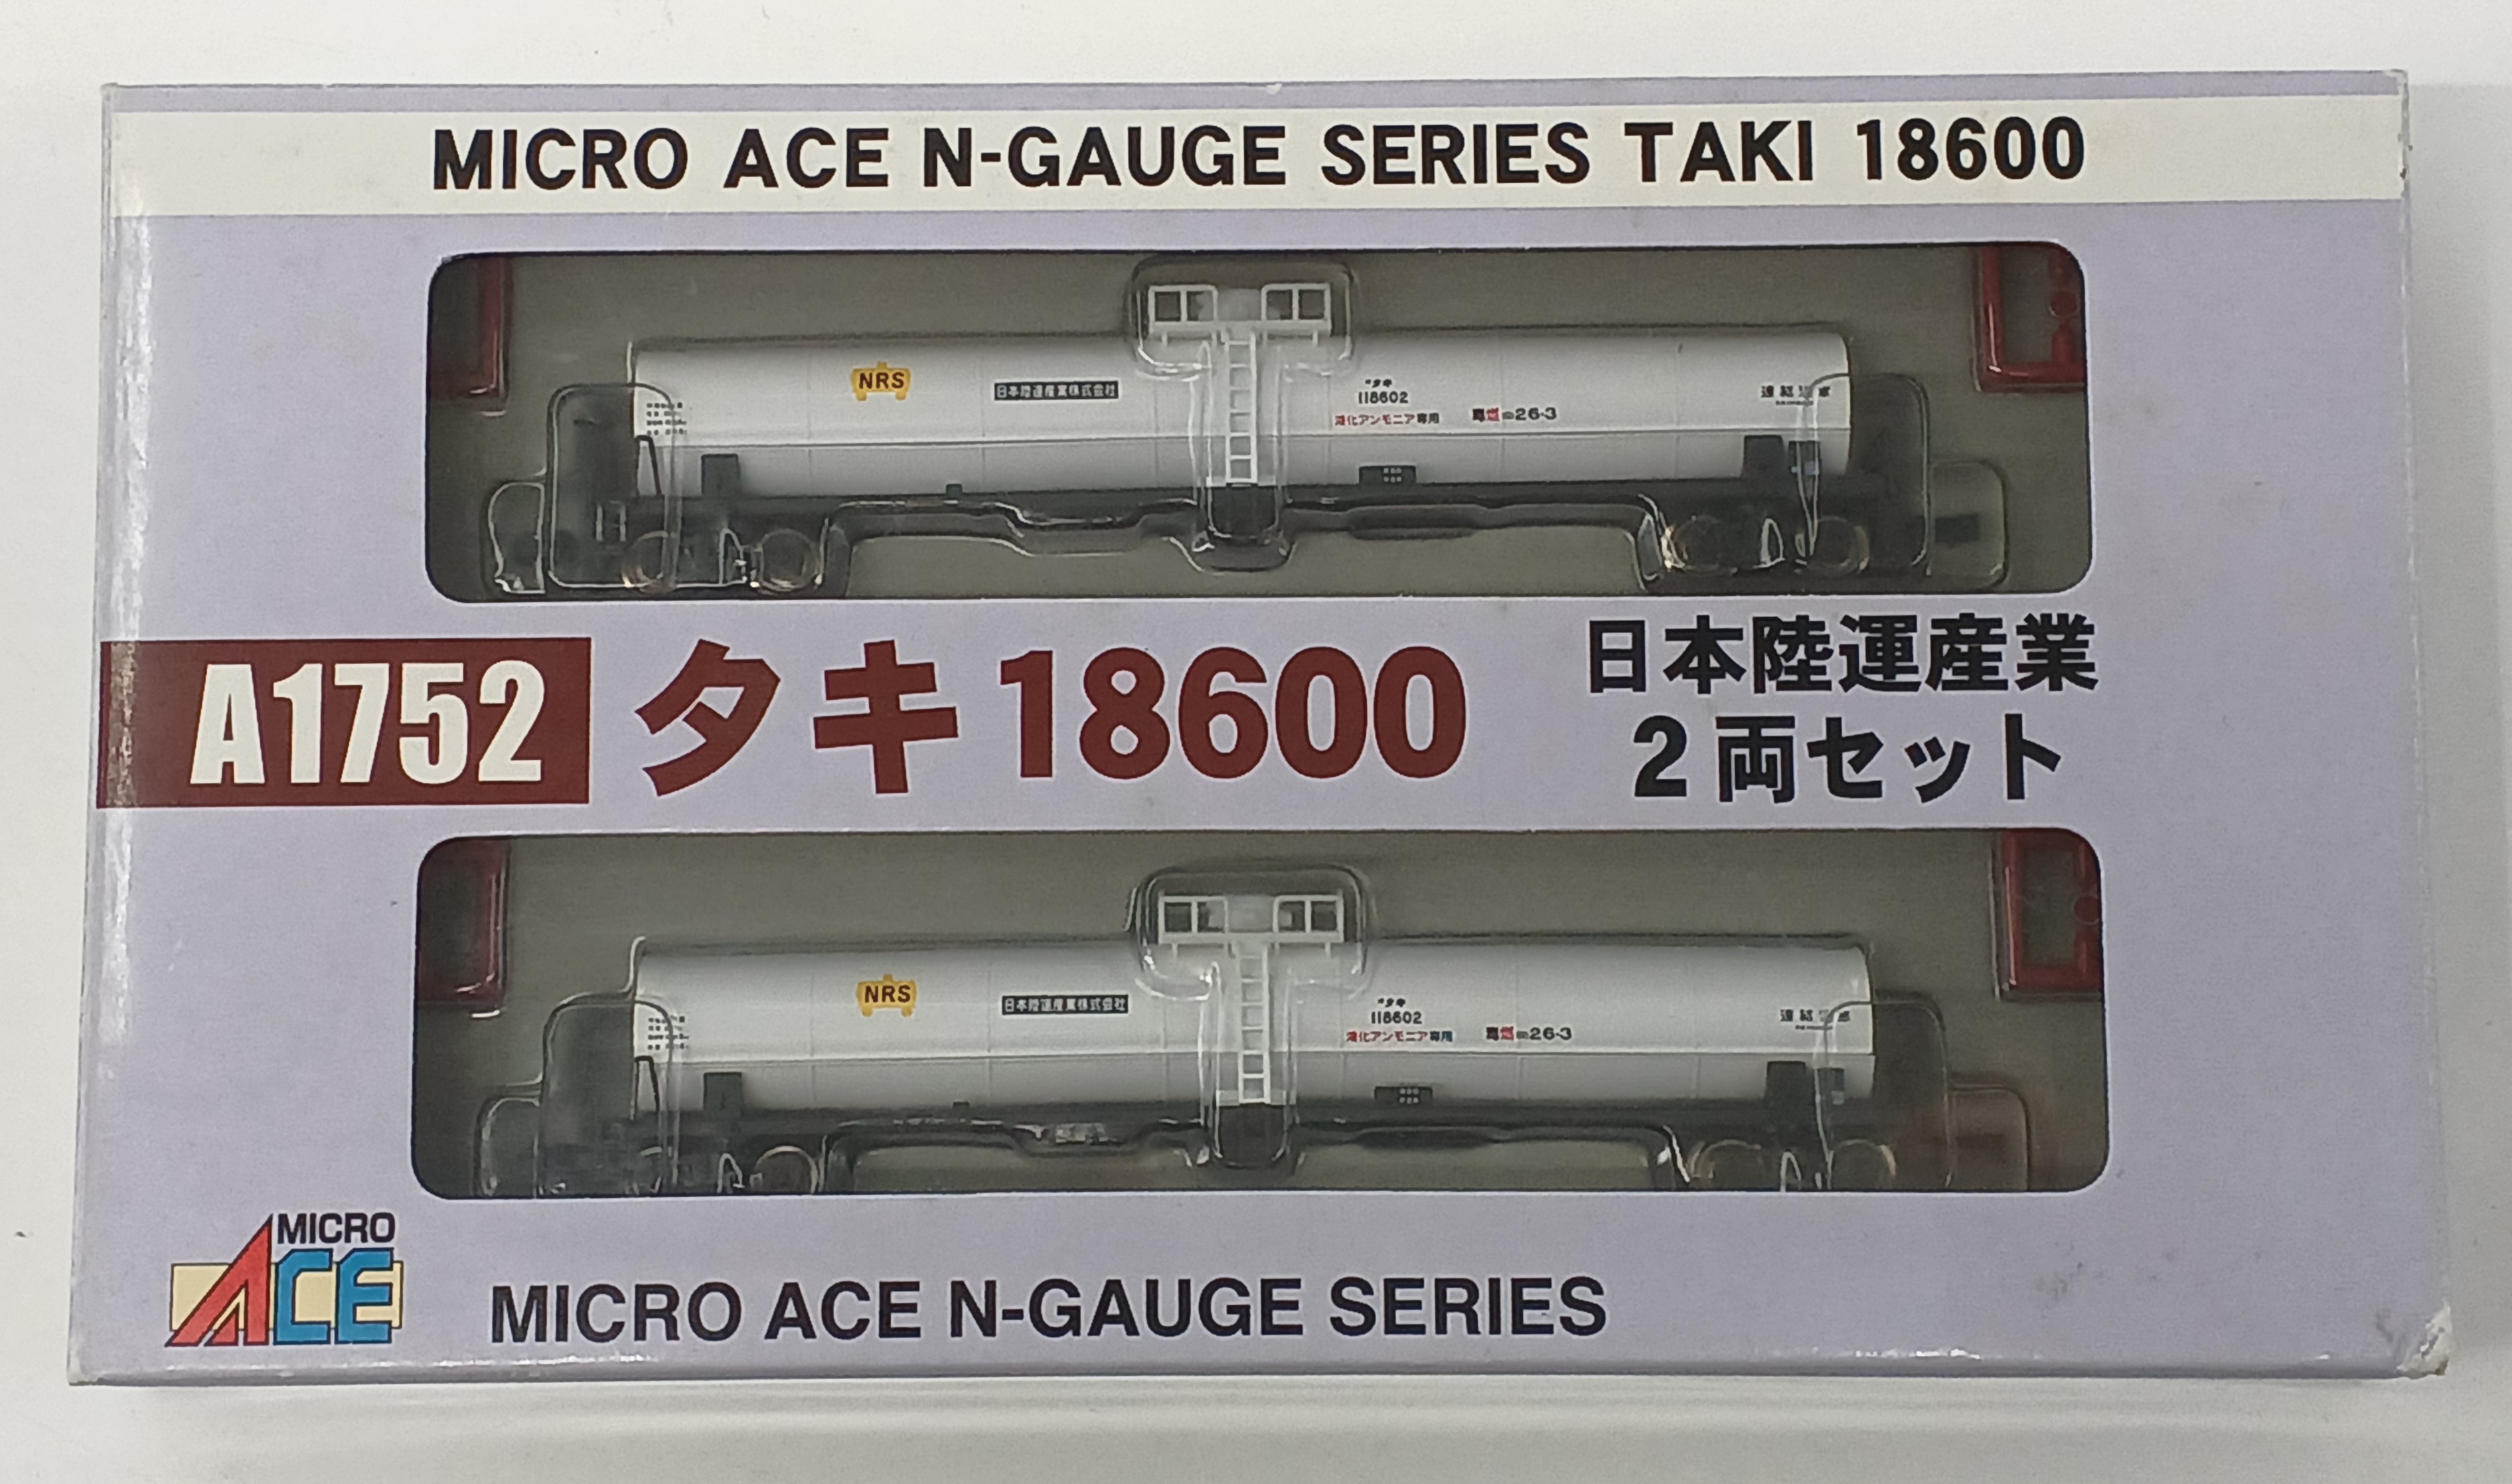 MICRO ACE N-GAUGE SERIES TAKI 18600
NRS
日本陸運産業株式会社
タキ
118602
液化アンモニア専用
26-3
A1752
タキ18600
日本陸運産業
2両セット
NRS
日本陸運産業株式会社
タキ
118602
液化アンモニア専用
26-3
MICRO
ACE
MICRO ACE N-GAUGE SERIES